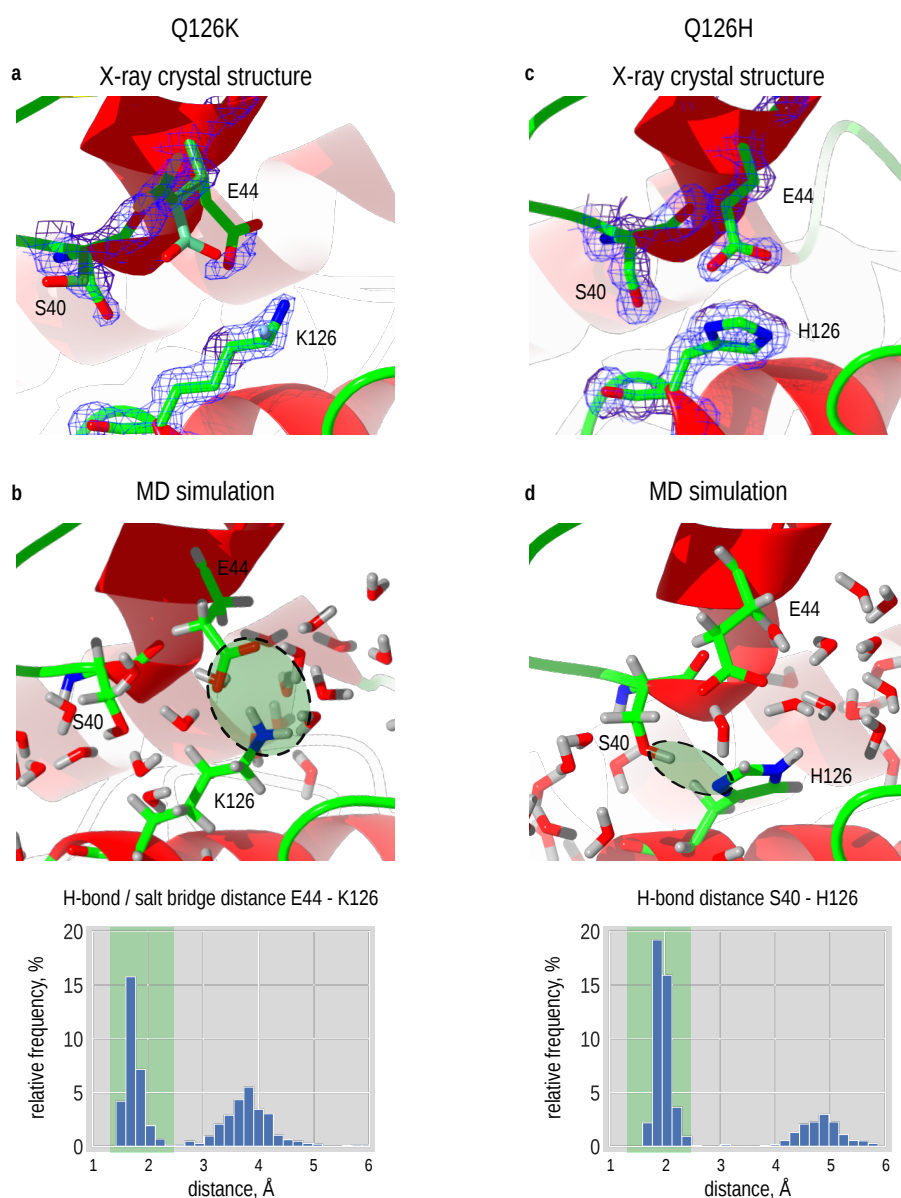 Q126K
a
X-ray crystal structure
E44
S40
K126
b
MD simulation
E44
S40
K126
H-bond / salt bridge distance E44 - K126
20
15
10
5
0
relative frequency, %
1 2 3 4 5 6
distance, Å
Q126H
c
X-ray crystal structure
E44
S40
H126
d
MD simulation
E44
S40
H126
H-bond distance S40 - H126
20
15
10
5
0
relative frequency, %
1 2 3 4 5 6
distance, Å